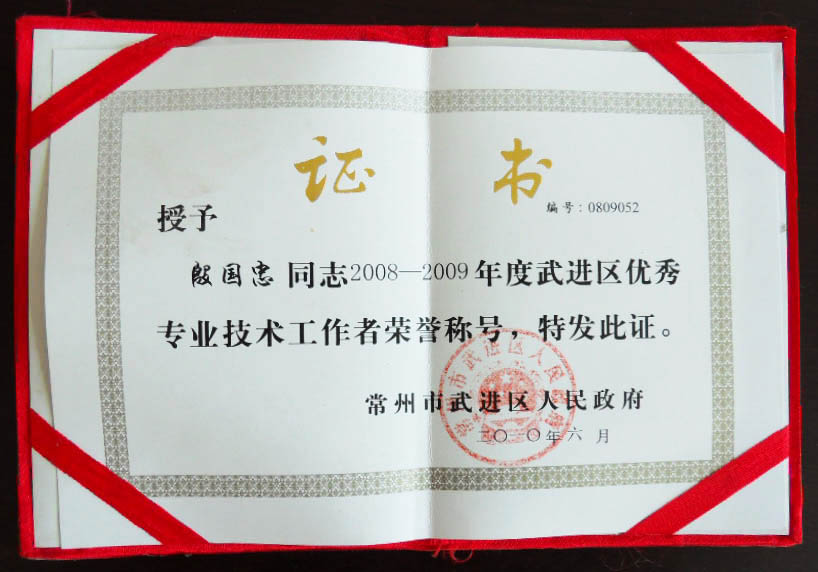 证 书
编号：0809052
授予
殷国忠 同志2008—2009年度武进区优秀
专业技术工作者荣誉称号，特发此证。
常州市武进区人民政府
二〇一〇年六月